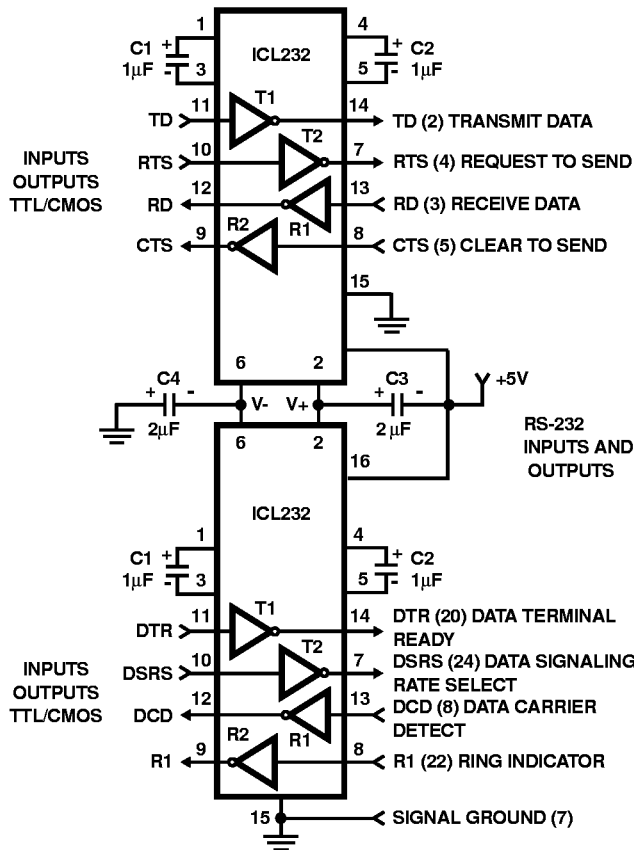 1
4
C1 + ICL232 + C2
1µF - - 1µF
3
5
11 T1 14
TD TD (2) TRANSMIT DATA
10 T2 7
INPUTS RTS RTS (4) REQUEST TO SEND
OUTPUTS 12 13
TTL/CMOS RD R1 RD (3) RECEIVE DATA
9 R2 8
CTS CTS (5) CLEAR TO SEND
15
6 2
C4 C3 +5V
+ - V- V+ + -
2µF 2µF
RS-232
INPUTS AND
OUTPUTS
6 2
16
ICL232
1 4
C1 + + C2
1µF - - 1µF
3 5
11 T1 14
DTR DTR (20) DATA TERMINAL
READY
10 T2 7
INPUTS DSRS DSRS (24) DATA SIGNALING
RATE SELECT
OUTPUTS 12 13
TTL/CMOS DCD R1 DCD (8) DATA CARRIER
DETECT
9 R2 8
R1 R1 (22) RING INDICATOR
15 SIGNAL GROUND (7)